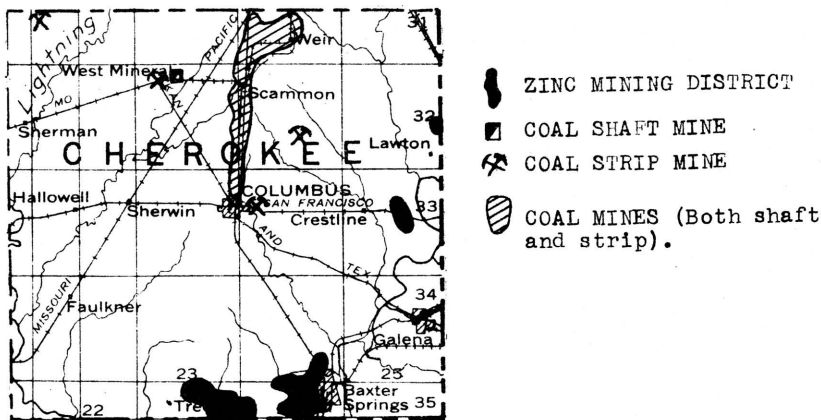 31
Weir
Lightning
PACIFIC
West Mineral
MO
KAN
Scammon
Sherman
32
CHEROKEE
Lawton
Hallowell
COLUMBUS
SAN FRANCISCO
33
Sherwin
Crestline
AND
TEX
MISSOURI
Faulkner
34
Galena
23
25
Tre
Baxter
Springs
35
22
ZINC MINING DISTRICT
COAL SHAFT MINE
COAL STRIP MINE
COAL MINES (Both shaft
and strip).